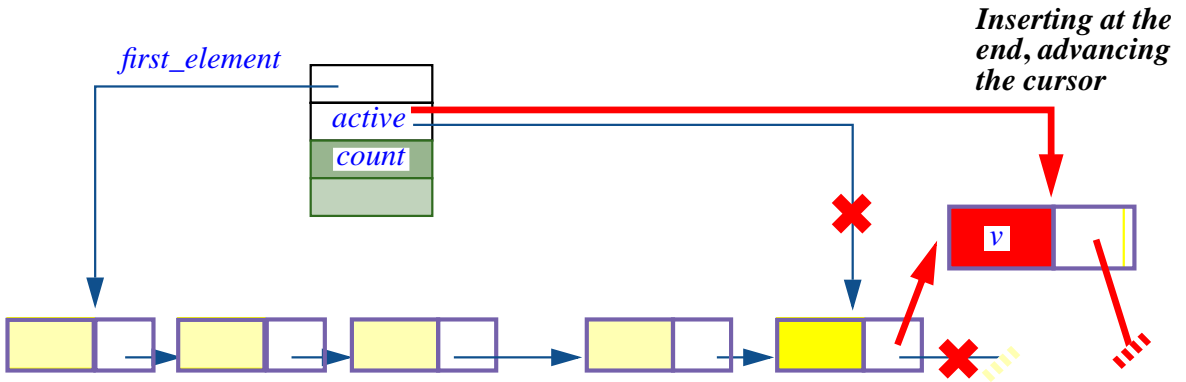 Inserting at the
end, advancing
the cursor
first_element
active
count
v